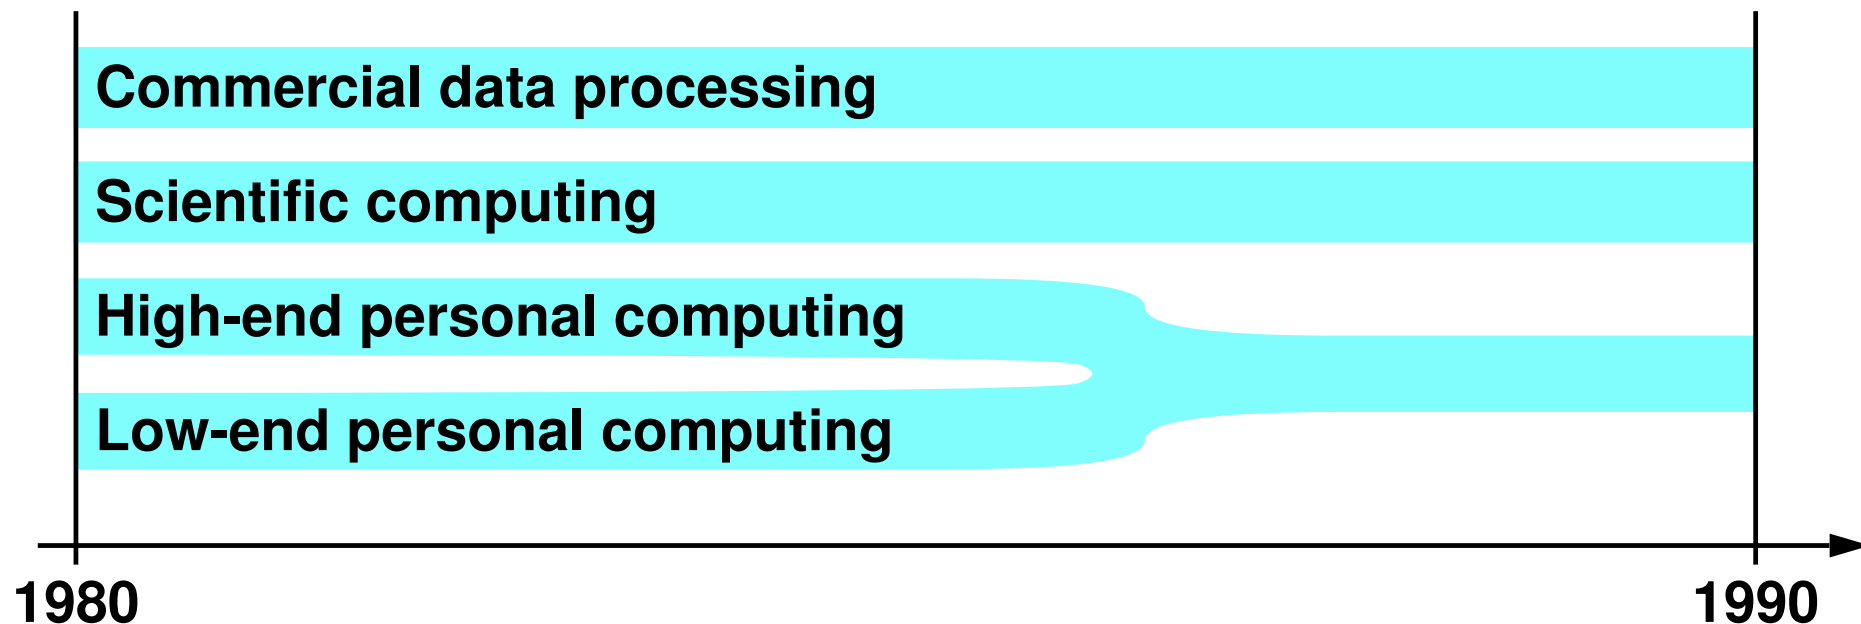 Commercial data processing
Scientific computing
High-end personal computing
Low-end personal computing
1980
1990